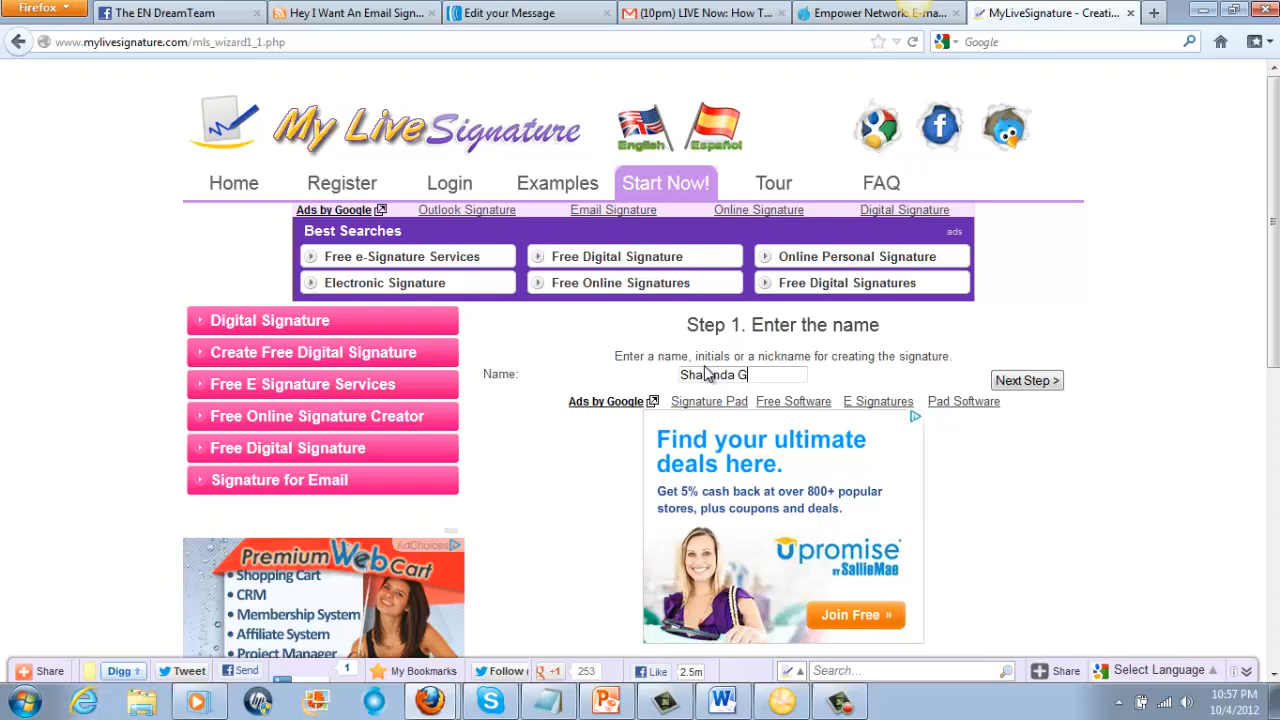 Firefox
The EN DreamTeam
Hey I Want An Email Sign...
Edit your Message
(10pm) LIVE Now: How T...
Empower Network E-ma...
MyLiveSignature - Creati...
www.mylivesignature.com/mls_wizard1_1.php
Google
My Live Signature
English
Español
Home
Register
Login
Examples
Start Now!
Tour
FAQ
Ads by Google
Outlook Signature
Email Signature
Online Signature
Digital Signature
Best Searches
ads
Free e-Signature Services
Free Digital Signature
Online Personal Signature
Electronic Signature
Free Online Signatures
Free Digital Signatures
Digital Signature
Create Free Digital Signature
Free E Signature Services
Free Online Signature Creator
Free Digital Signature
Signature for Email
Step 1. Enter the name
Enter a name, initials or a nickname for creating the signature.
Name:
G
Next Step >
Ads by Google
Signature Pad
Free Software
E Signatures
Pad Software
Find your ultimate
deals here.
Get 5% cash back at over 800+ popular
stores, plus coupons and deals.
Upromise
BY SallieMae
Join Free »
AdChoices
Premium WebCart
• Shopping Cart
• CRM
• Membership System
• Affiliate System
• Project Manager
Share
Digg
Tweet
Send
1
My Bookmarks
Follow
+1
253
Like
2.5m
Search...
Share
Select Language
10:57 PM
10/4/2012